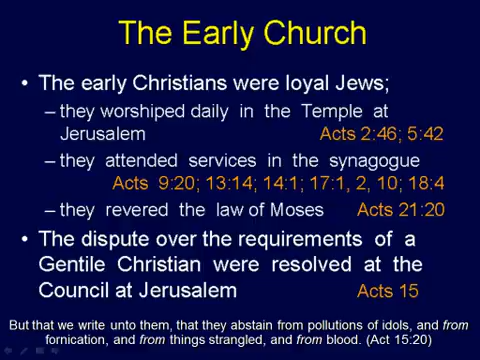 The Early Church
• The early Christians were loyal Jews;
– they worshiped daily in the Temple at
Jerusalem Acts 2:46; 5:42
– they attended services in the synagogue
Acts 9:20; 13:14; 14:1; 17:1, 2, 10; 18:4
– they revered the law of Moses Acts 21:20
• The dispute over the requirements of a
Gentile Christian were resolved at the
Council at Jerusalem Acts 15
But that we write unto them, that they abstain from pollutions of idols, and from
fornication, and from things strangled, and from blood. (Act 15:20)